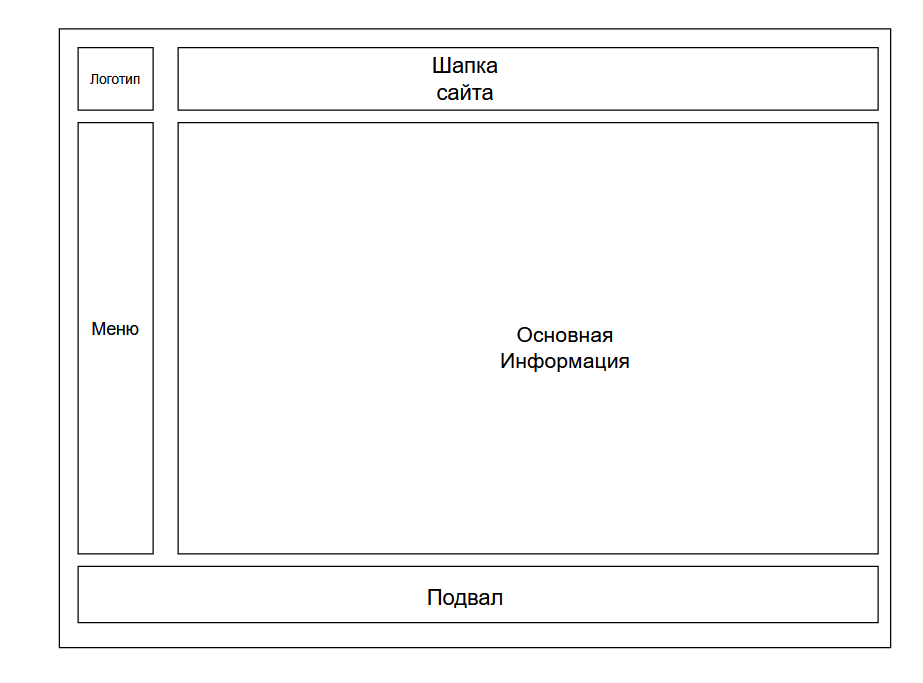 Логотип
Шапка
сайта
Меню
Основная
Информация
Подвал